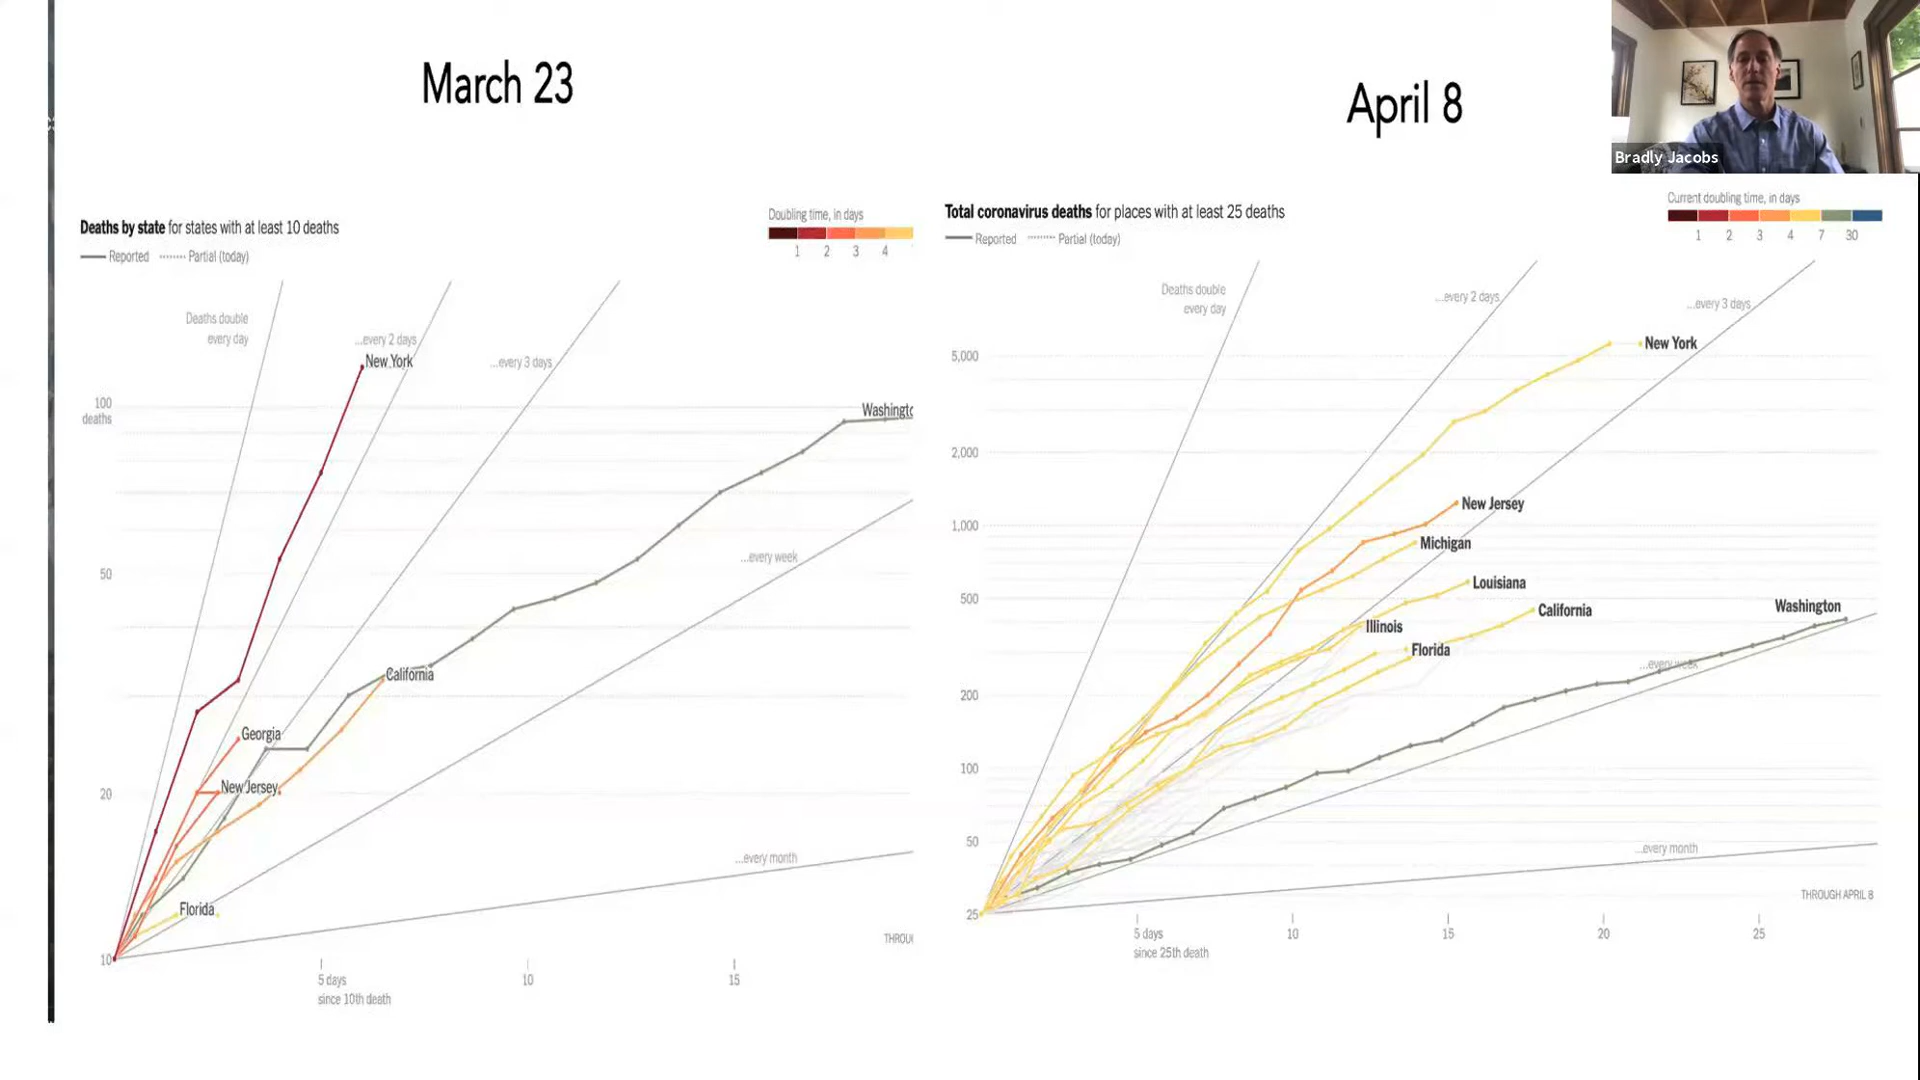 March 23
Deaths by state for states with at least 10 deaths
Reported Partial (today)
Doubling time, in days
1 2 3 4
Deaths double
every day
...every 2 days
New York
...every 3 days
100
deaths
50
California
Georgia
...every week
New Jersey
20
...every month
Florida
10
5 days
since 10th death
10
15
April 8
Bradly Jacobs
Total coronavirus deaths for places with at least 25 deaths
Reported Partial (today)
Current doubling time, in days
1 2 3 4 7 30
Deaths double
every day
...every 2 days
...every 3 days
5,000
New York
2,000
New Jersey
1,000
Michigan
Louisiana
500
California
Washington
Illinois
Florida
...every week
200
100
50
...every month
THROUGH APRIL 8
25
5 days
since 25th death
10
15
20
25